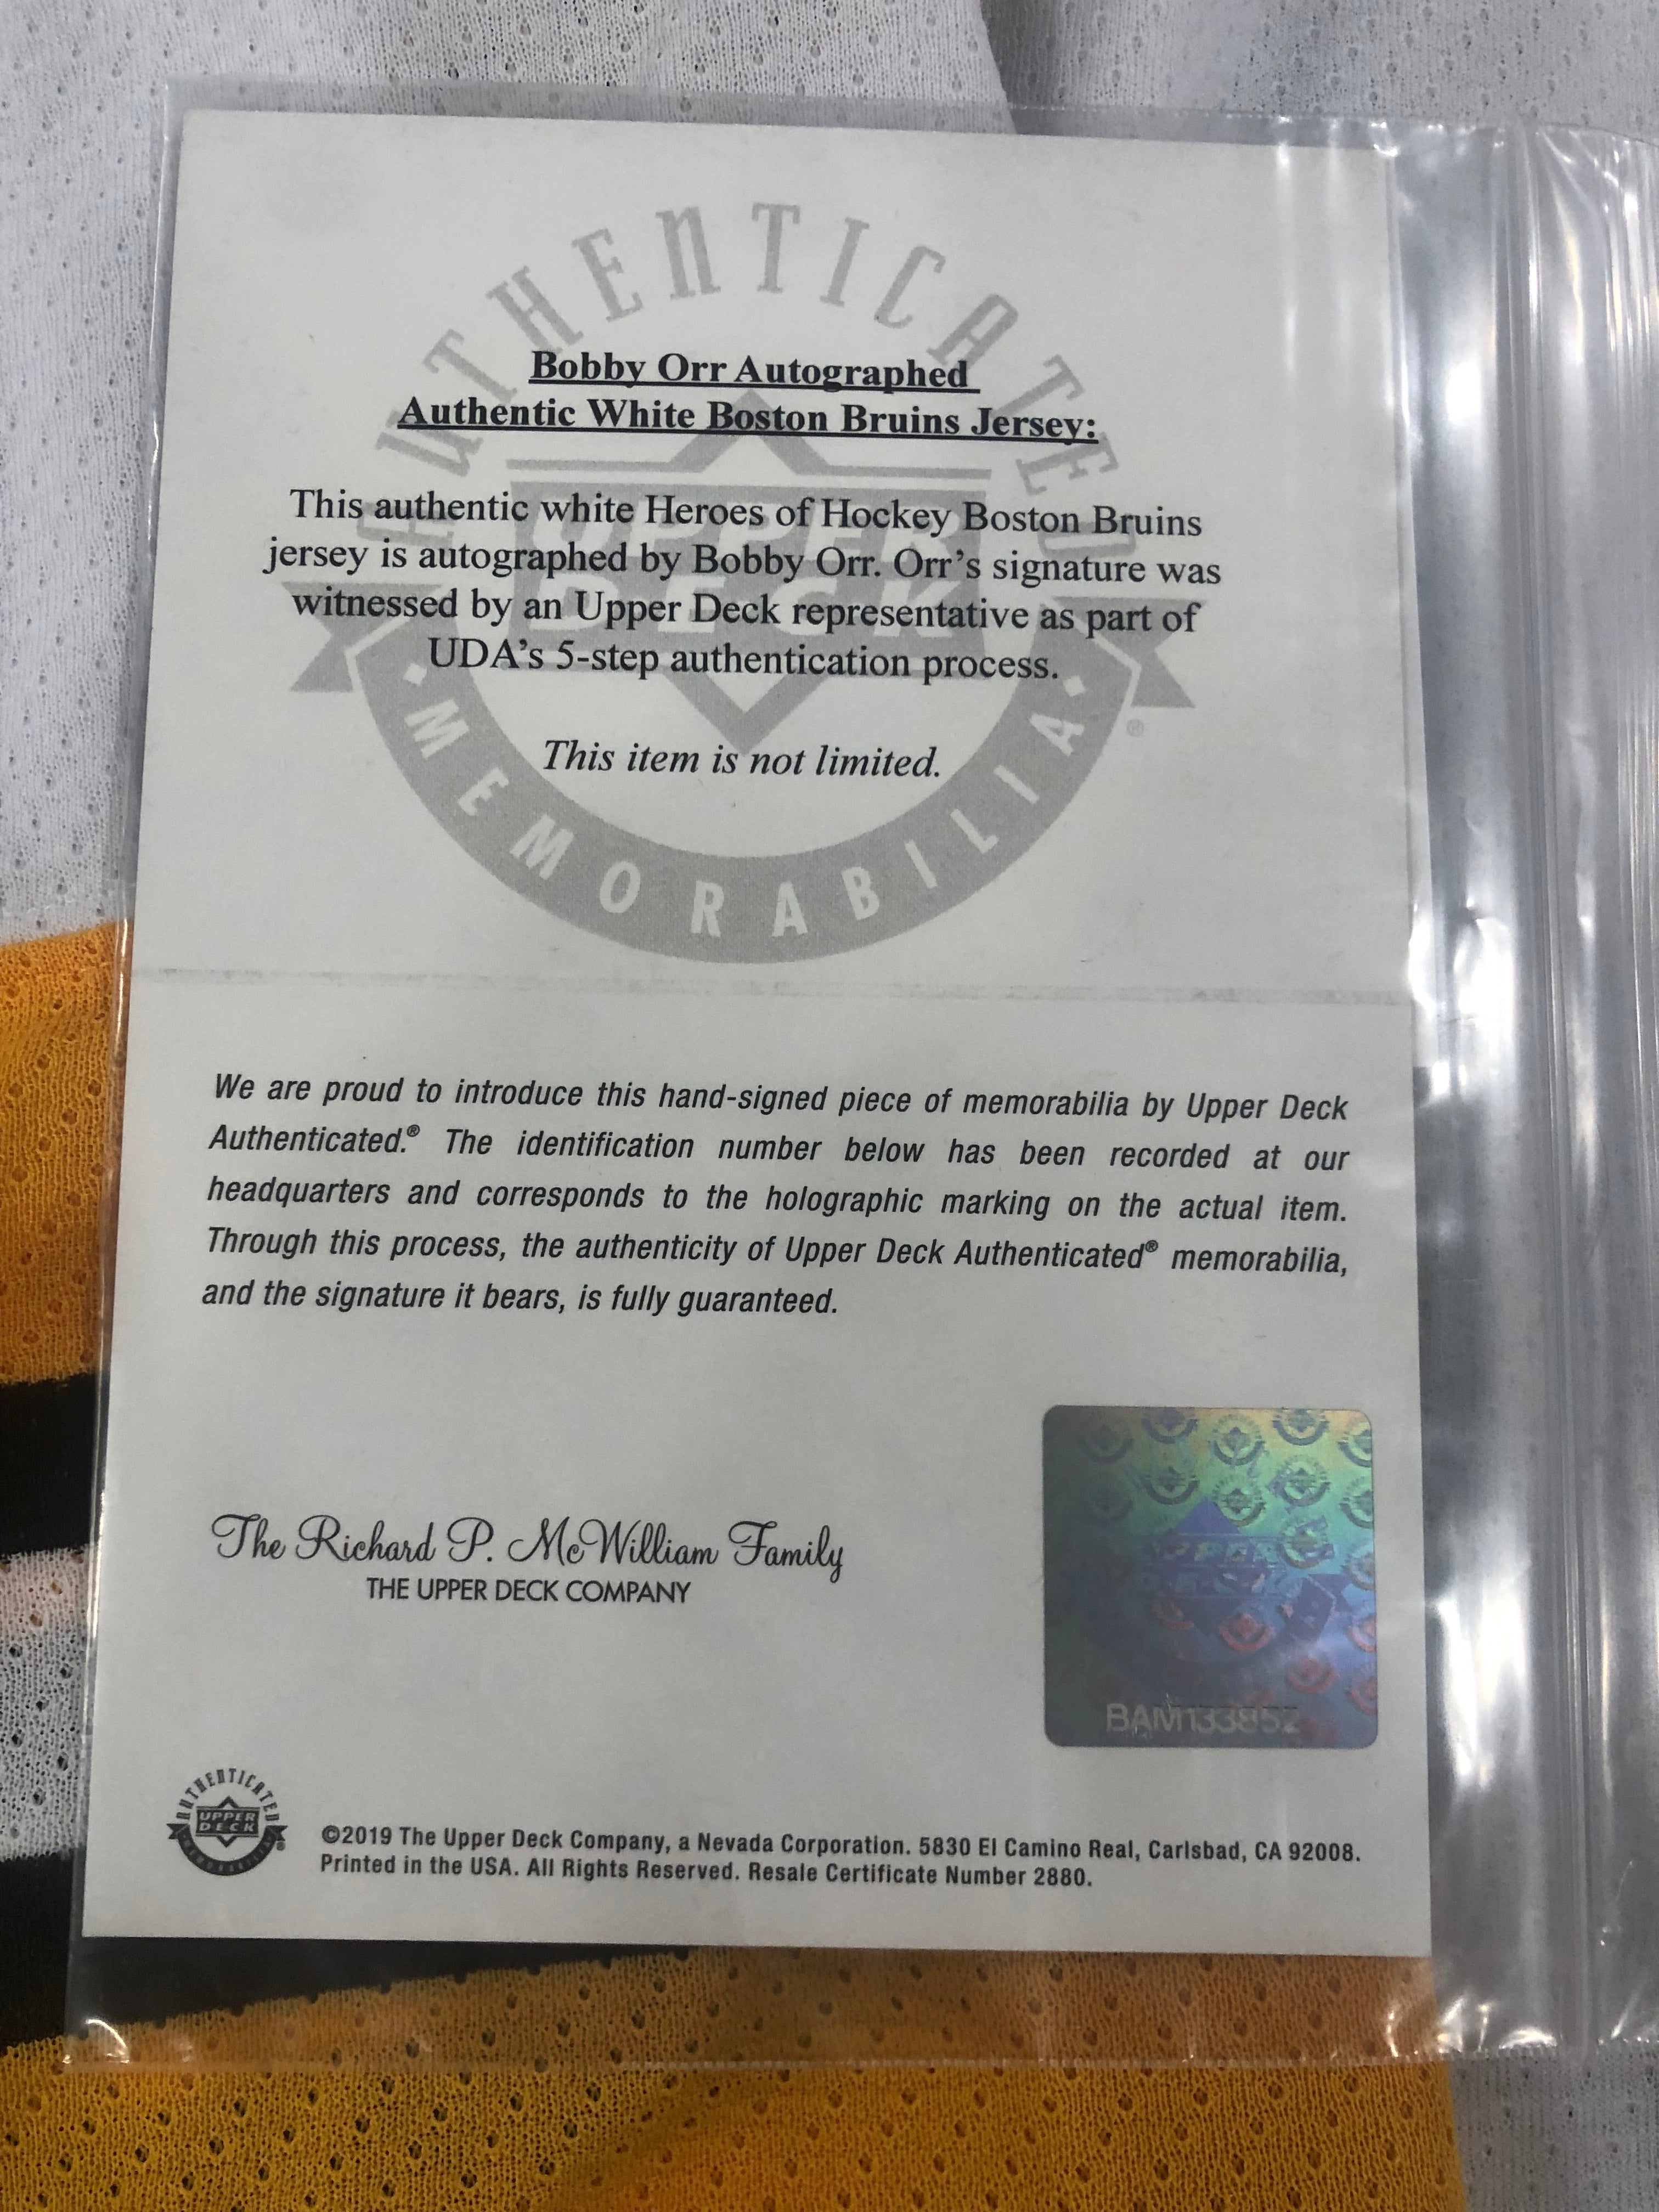 AUTHENTICATED
Bobby Orr Autographed
Authentic White Boston Bruins Jersey:
UPPER
DECK
This authentic white Heroes of Hockey Boston Bruins
jersey is autographed by Bobby Orr. Orr's signature was
witnessed by an Upper Deck representative as part of
UDA's 5-step authentication process.
This item is not limited.
MEMORABILIA®
We are proud to introduce this hand-signed piece of memorabilia by Upper Deck
Authenticated.® The identification number below has been recorded at our
headquarters and corresponds to the holographic marking on the actual item.
Through this process, the authenticity of Upper Deck Authenticated® memorabilia,
and the signature it bears, is fully guaranteed.
The Richard P. McWilliam Family
THE UPPER DECK COMPANY
UPPER
DECK
BAM133852
AUTHENTICATED
UPPER
DECK
MEMORABILIA®
©2019 The Upper Deck Company, a Nevada Corporation. 5830 El Camino Real, Carlsbad, CA 92008.
Printed in the USA. All Rights Reserved. Resale Certificate Number 2880.